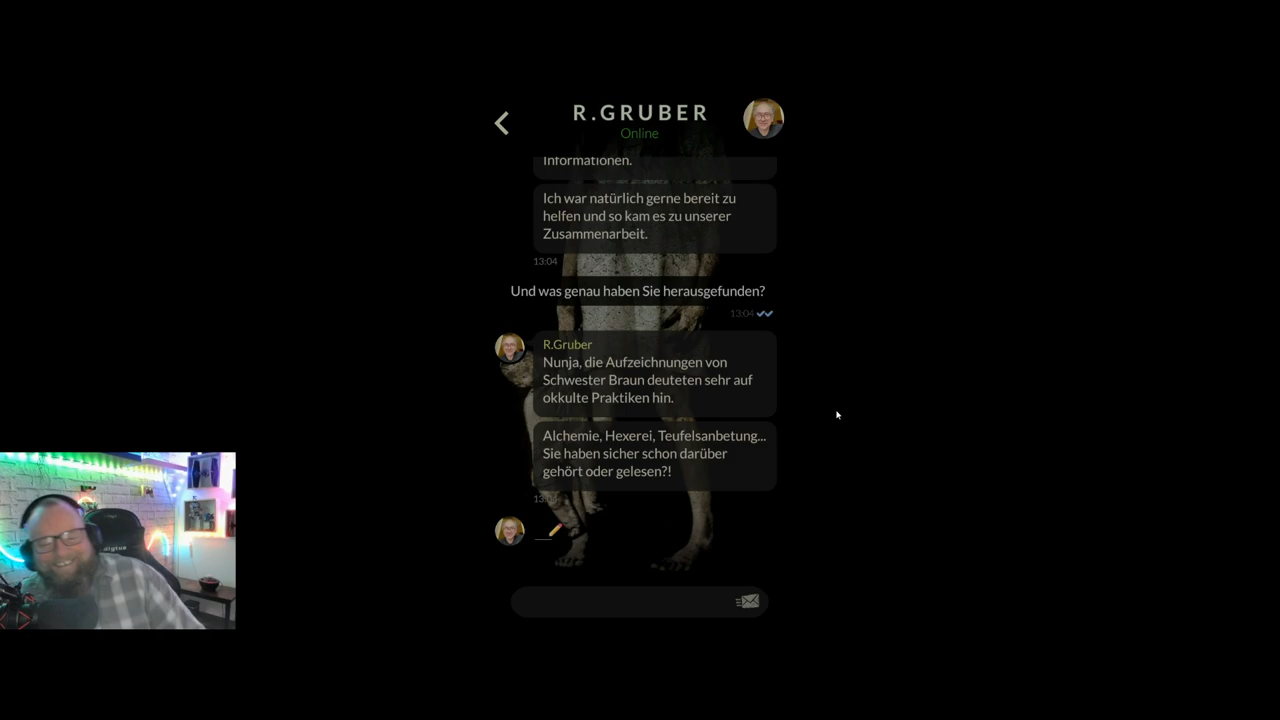 R.GRUBER
Online
Informationen.
Ich war natürlich gerne bereit zu
helfen und so kam es zu unserer
Zusammenarbeit.
13:04
Und was genau haben Sie herausgefunden?
13:04
R.Gruber
Nunja, die Aufzeichnungen von
Schwester Braun deuteten sehr auf
okkulte Praktiken hin.
Alchemie, Hexerei, Teufelsanbetung...
Sie haben sicher schon darüber
gehört oder gelesen?!